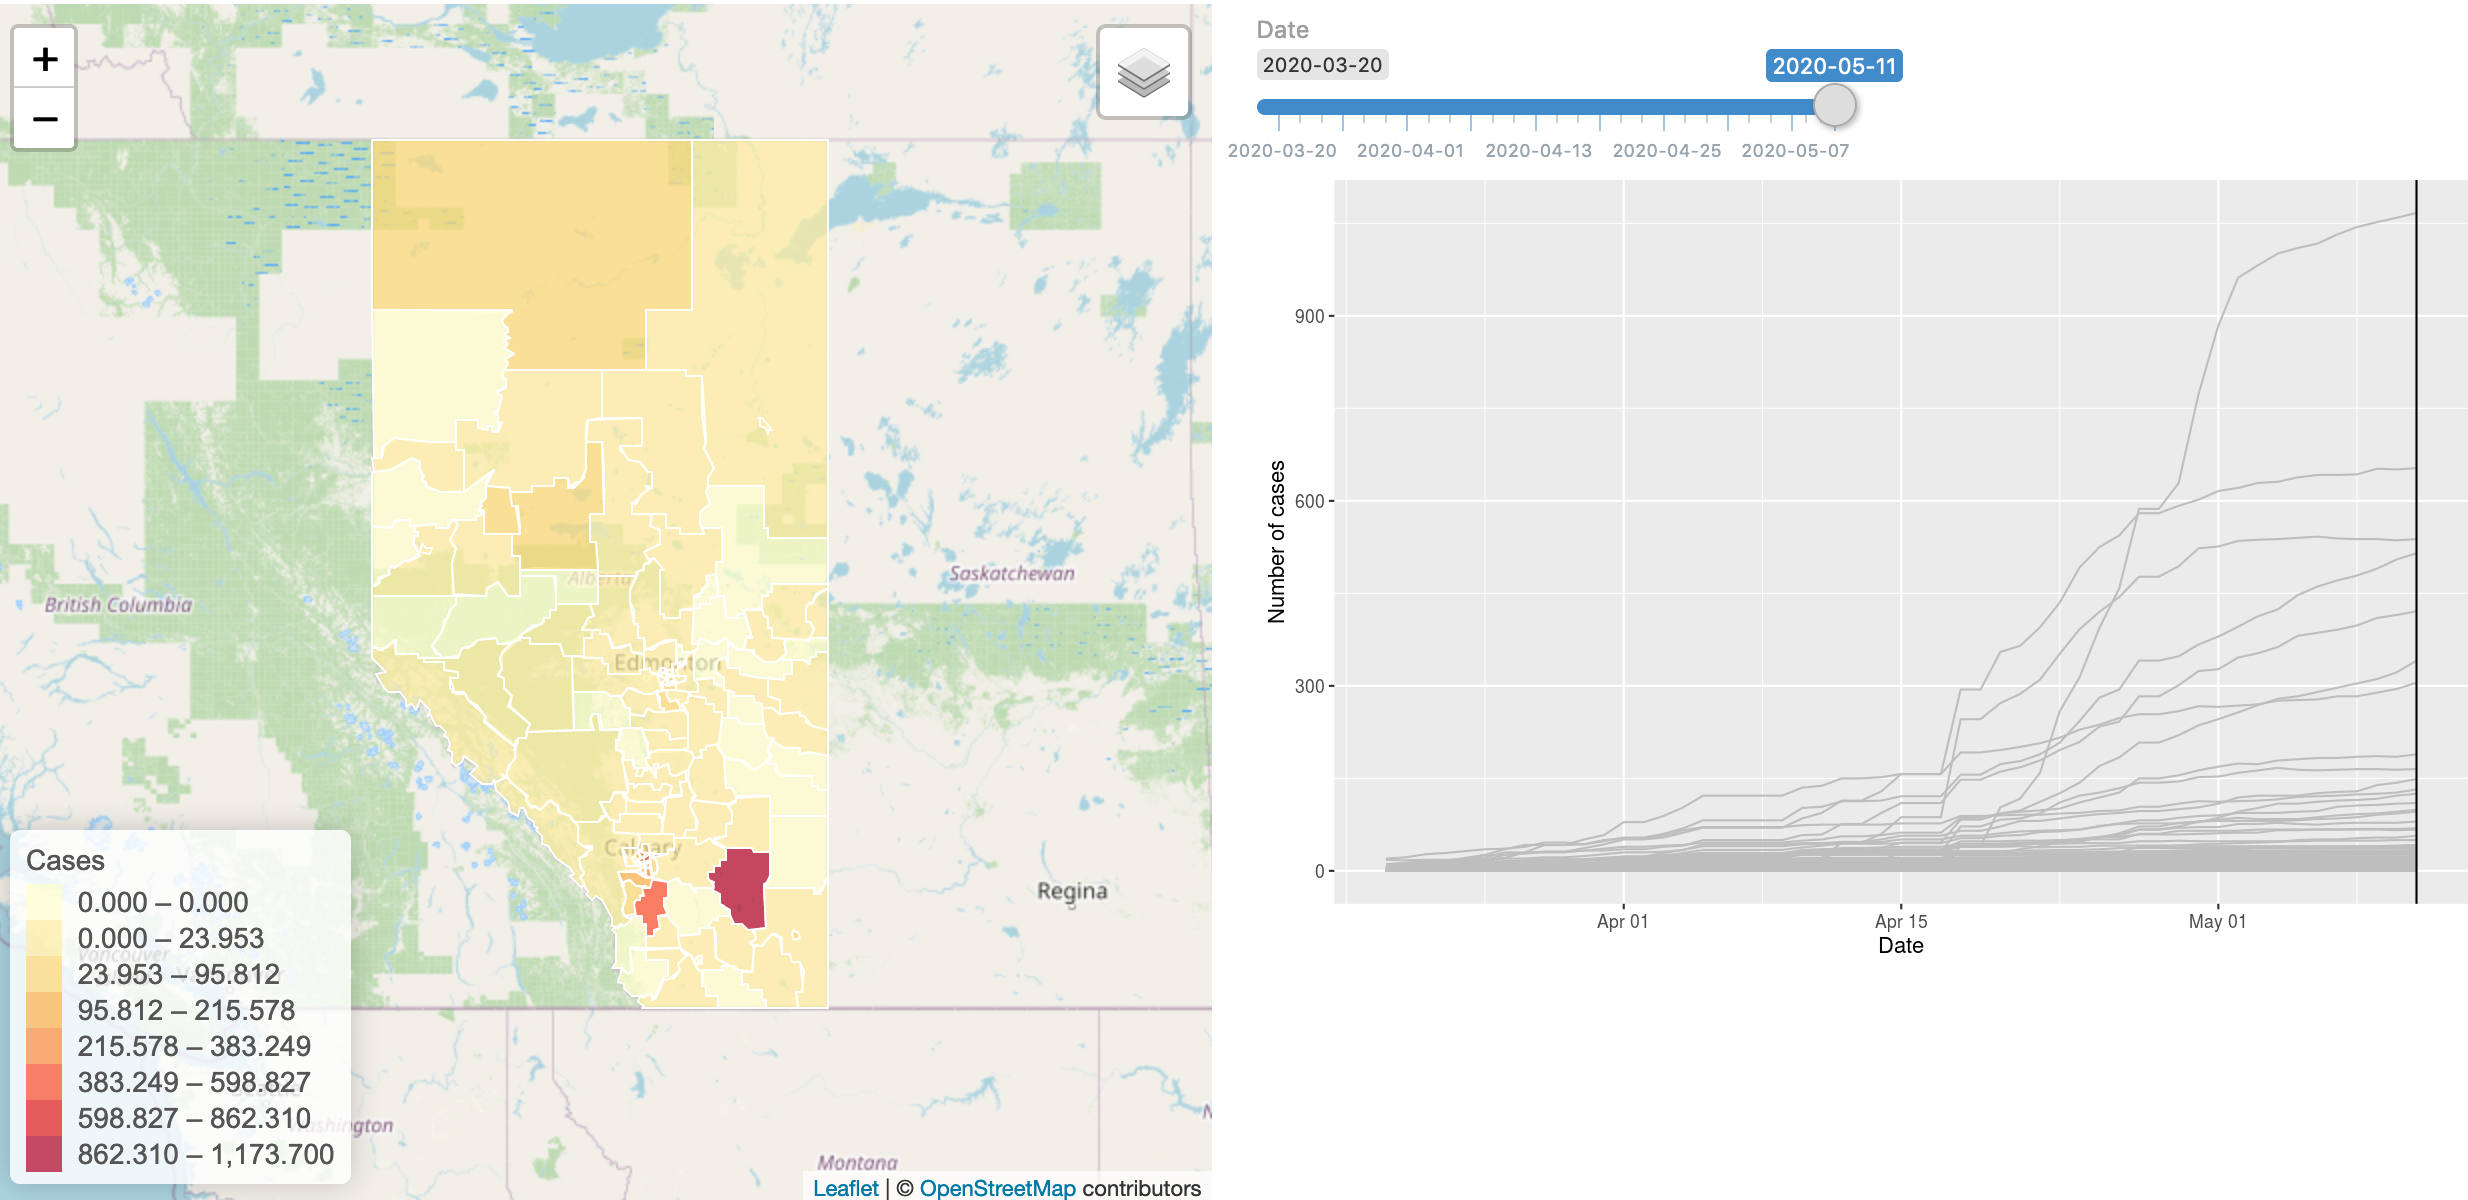 +
−
Alberta
British Columbia
Saskatchewan
Edmonton
Calgary
Regina
Cases
0.000 – 0.000
0.000 – 23.953
Vancouver
23.953 – 95.812
95.812 – 215.578
215.578 – 383.249
383.249 – 598.827
Seattle
598.827 – 862.310
Washington
862.310 – 1,173.700
Montana
Leaflet | © OpenStreetMap contributors
Date
2020-03-20
2020-05-11
2020-03-20 2020-04-01 2020-04-13 2020-04-25 2020-05-07
Number of cases
900
600
300
0
Apr 01 Apr 15 May 01
Date